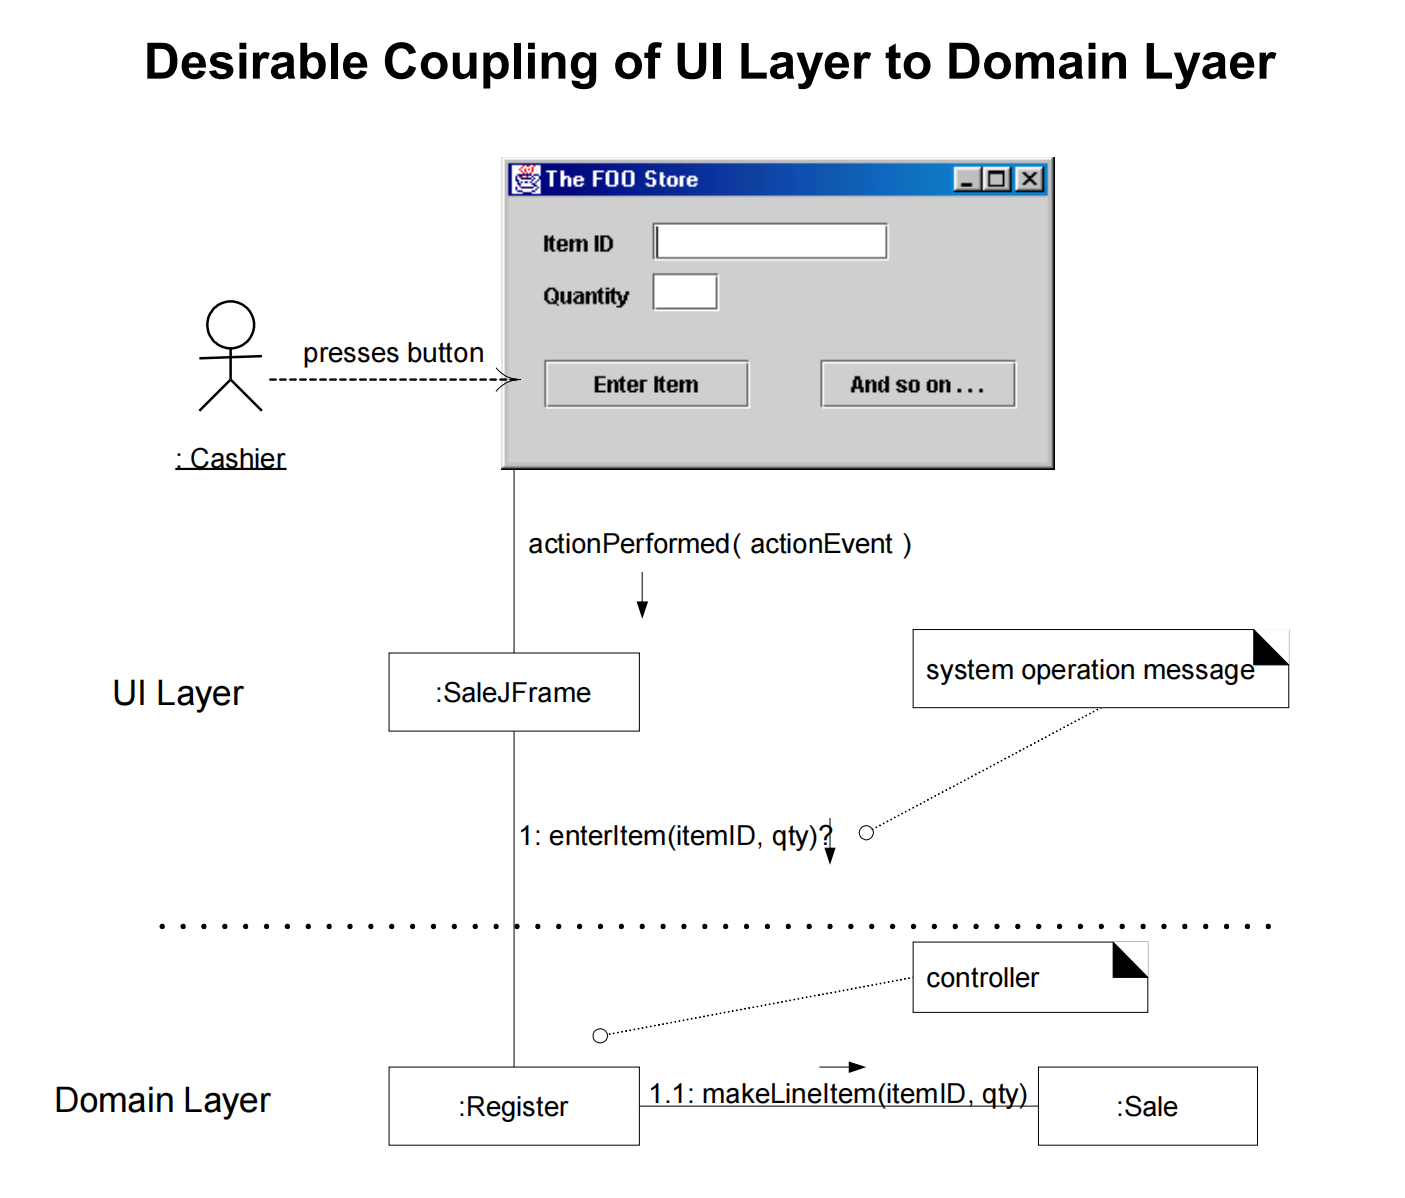 Desirable Coupling of UI Layer to Domain Lyaer
The FOO Store
Item ID
Quantity
presses button
Enter Item
And so on . . .
: Cashier
actionPerformed( actionEvent )
system operation message
UI Layer
:SaleJFrame
1: enterItem(itemID, qty)?
controller
Domain Layer
:Register
1.1: makeLineItem(itemID, qty)
:Sale